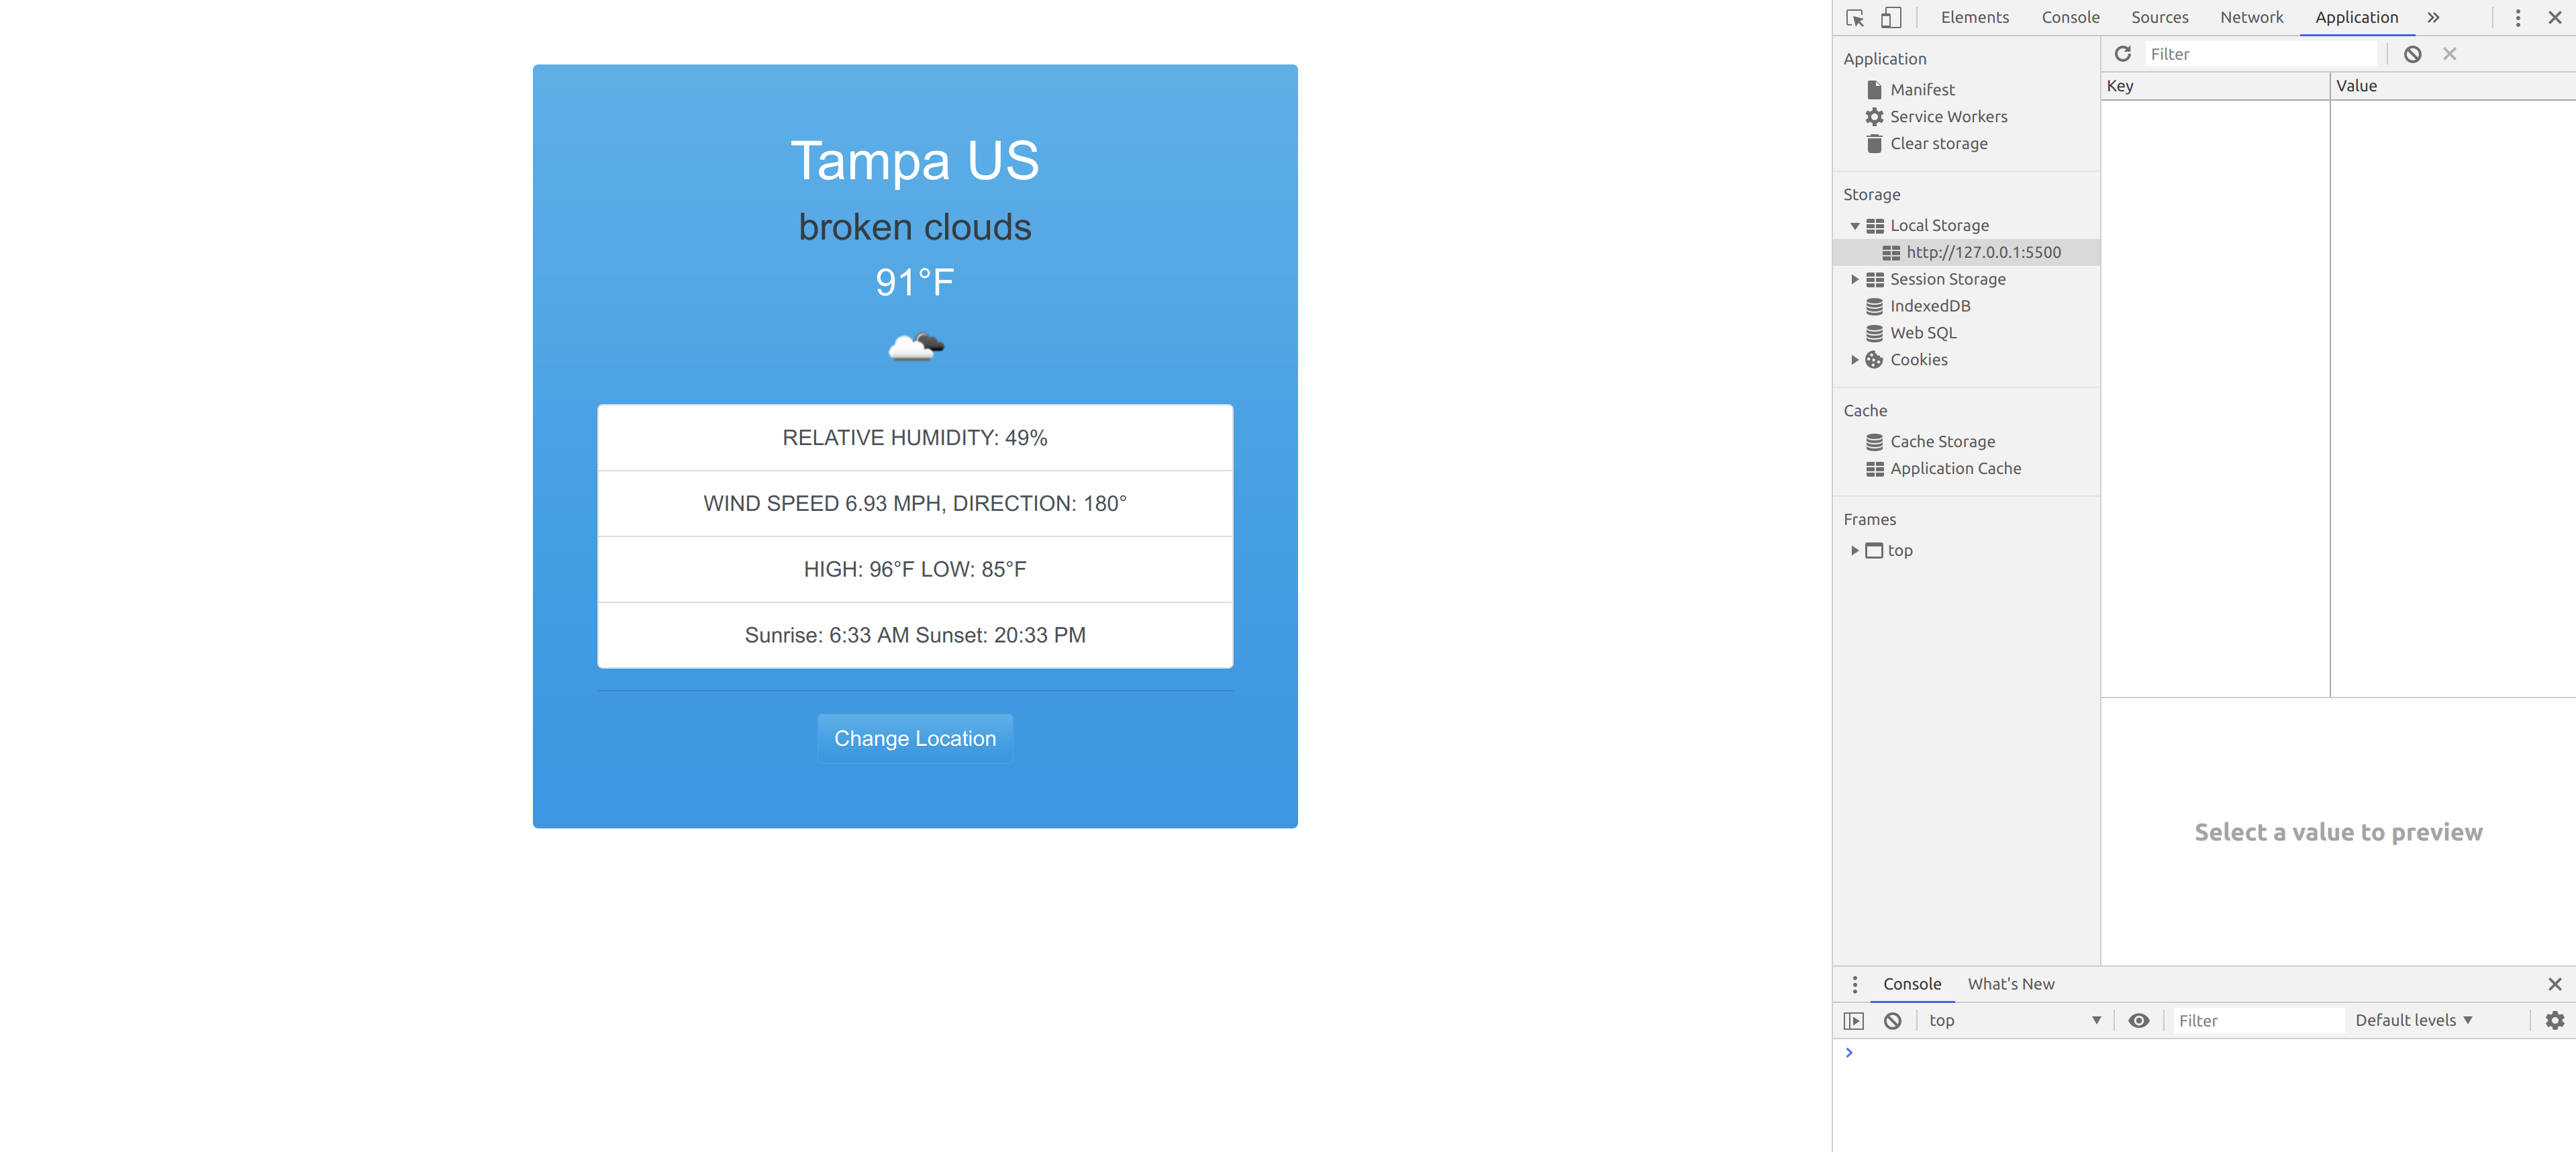 Tampa US
broken clouds
91°F
RELATIVE HUMIDITY: 49%
WIND SPEED 6.93 MPH, DIRECTION: 180°
HIGH: 96°F LOW: 85°F
Sunrise: 6:33 AM Sunset: 20:33 PM
Change Location
Elements Console Sources Network Application
Application
Manifest
Service Workers
Clear storage
Storage
Local Storage
http://127.0.0.1:5500
Session Storage
IndexedDB
Web SQL
Cookies
Cache
Cache Storage
Application Cache
Frames
top
Filter
Key Value
Select a value to preview
Console What's New
top Filter Default levels